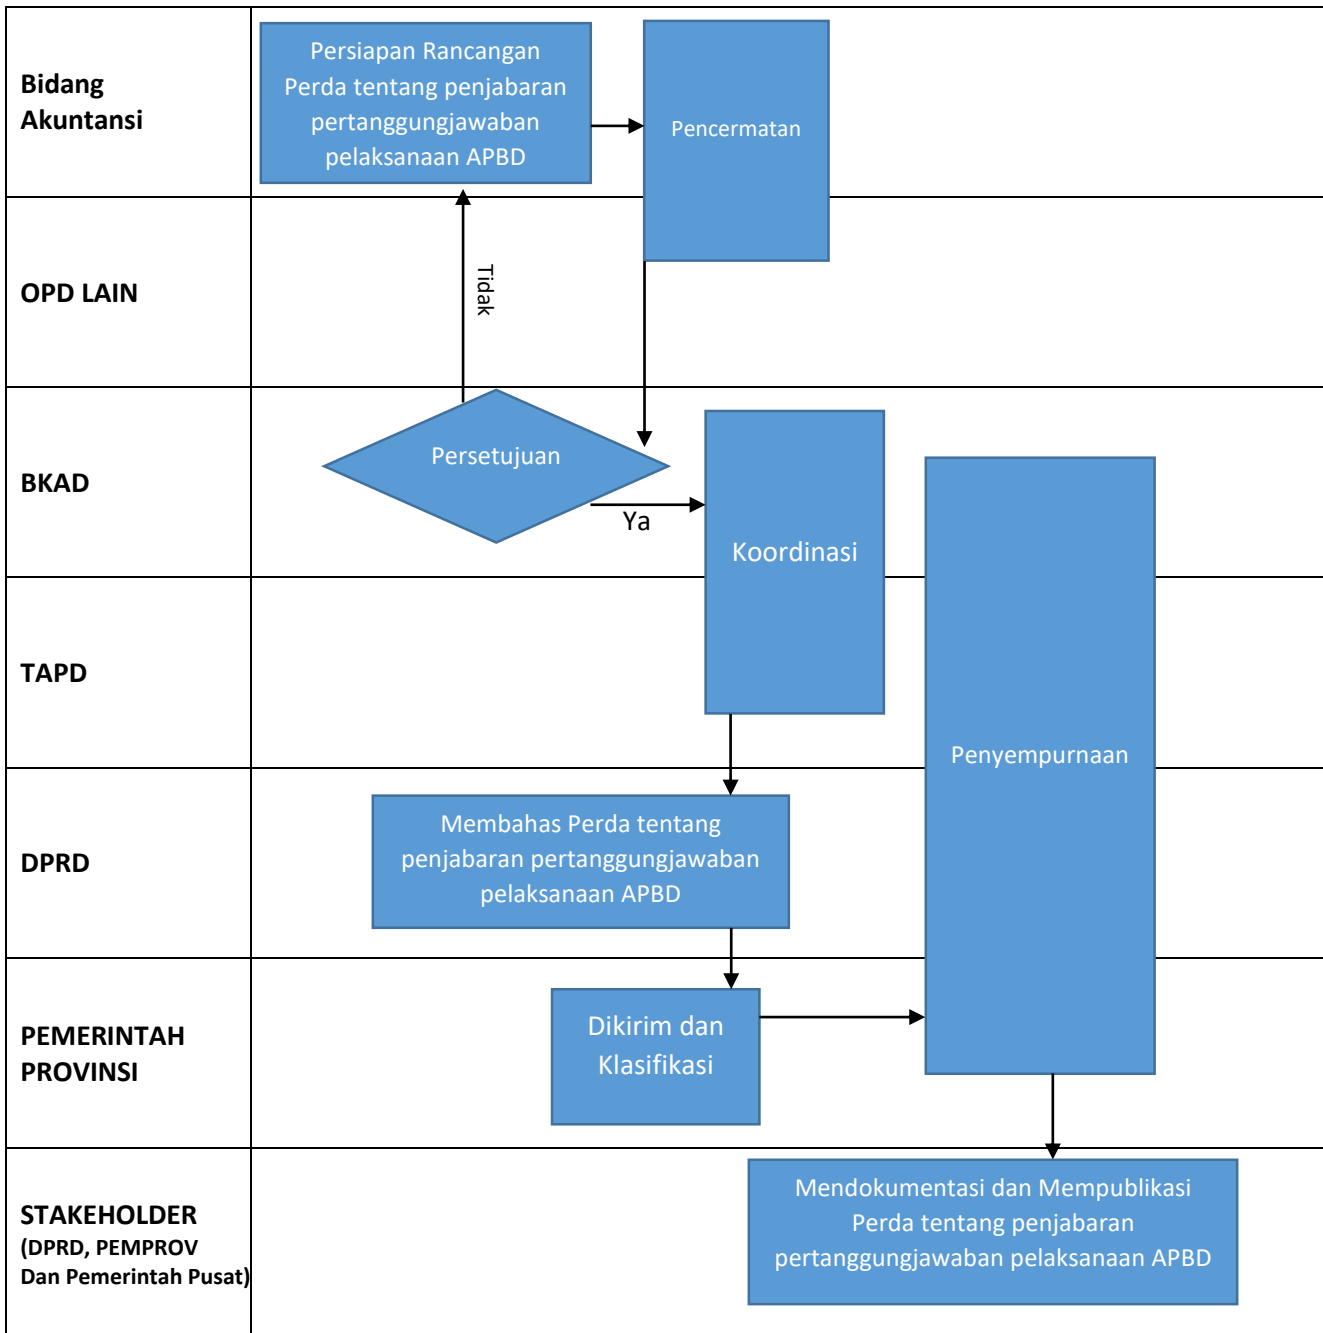 Bidang
Akuntansi
Persiapan Rancangan
Perda tentang penjabaran
pertanggungjawaban
pelaksanaan APBD
Pencermatan
OPD LAIN
Tidak
BKAD
Persetujuan
Ya
Koordinasi
TAPD
Penyempurnaan
DPRD
Membahas Perda tentang
penjabaran pertanggungjawaban
pelaksanaan APBD
PEMERINTAH
PROVINSI
Dikirim dan
Klasifikasi
STAKEHOLDER
(DPRD, PEMPROV
Dan Pemerintah Pusat)
Mendokumentasi dan Mempublikasi
Perda tentang penjabaran
pertanggungjawaban pelaksanaan APBD